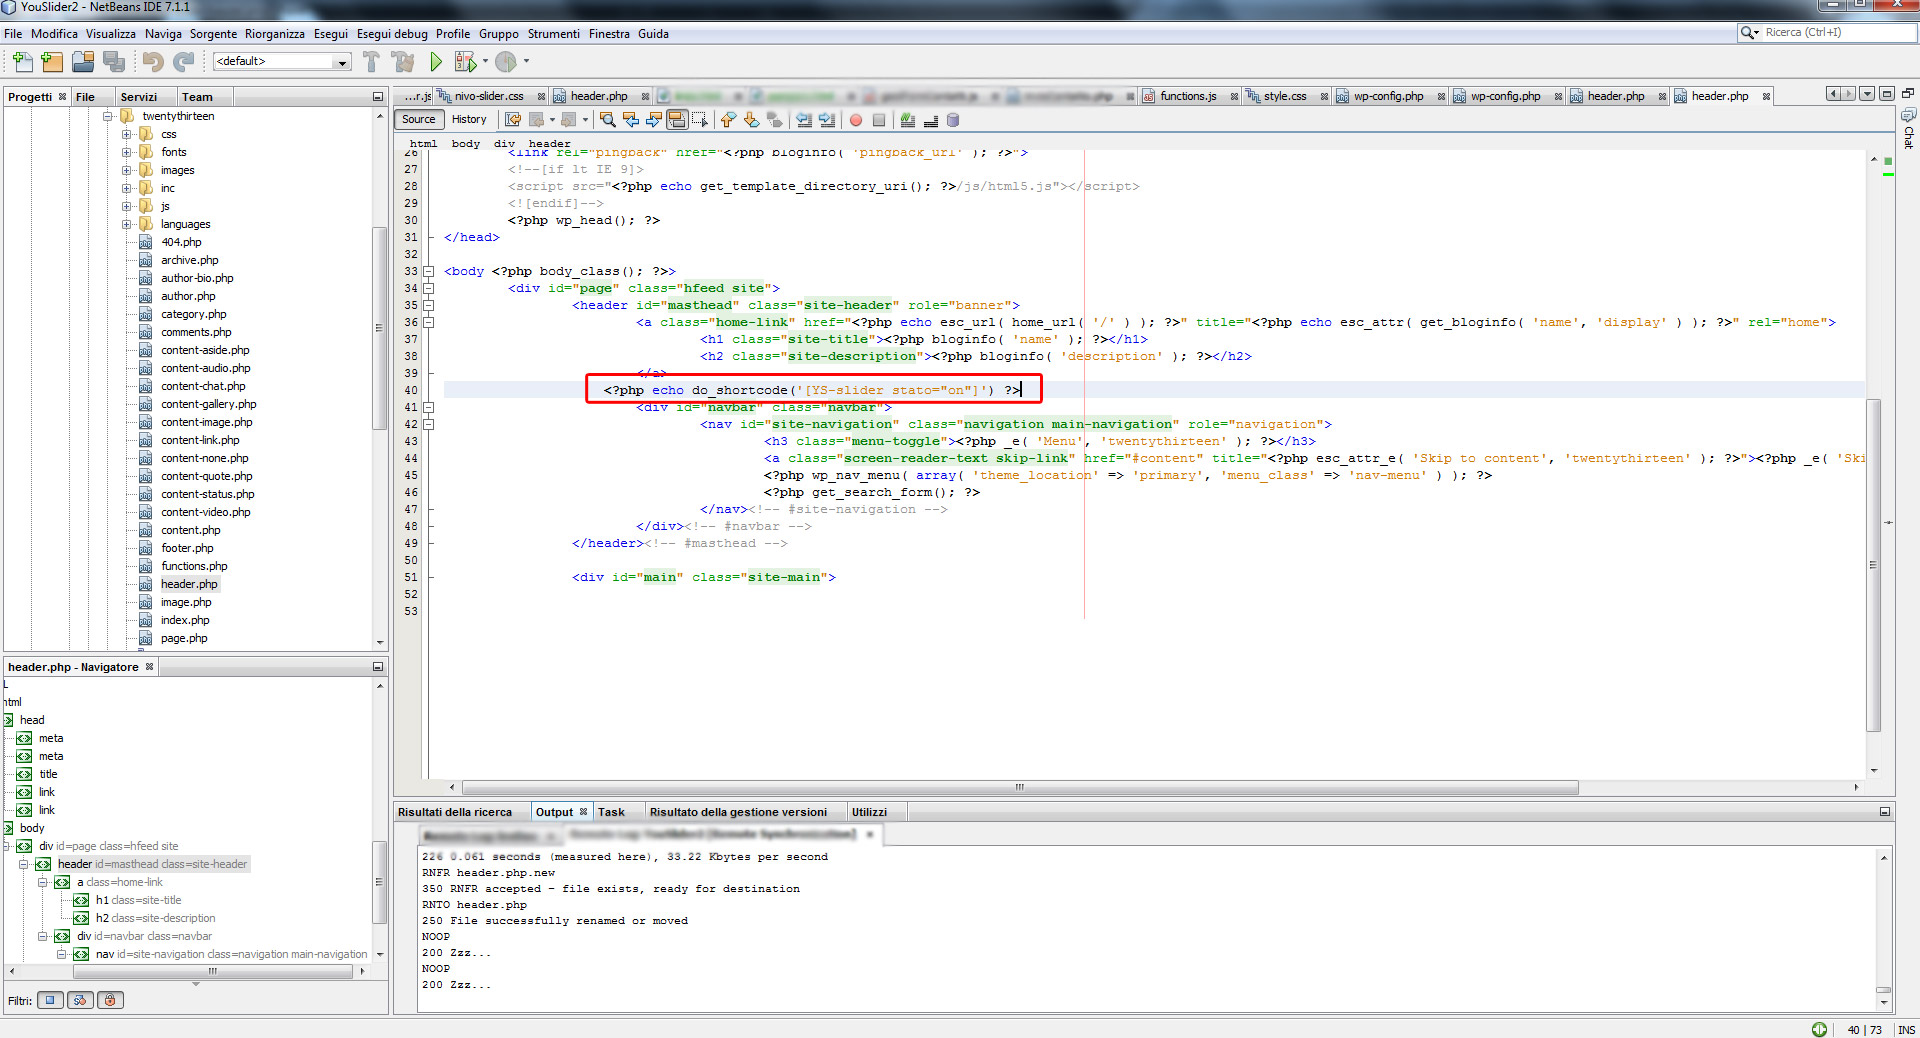 YouSlider2 - NetBeans IDE 7.1.1
File Modifica Visualizza Naviga Sorgente Riorganizza Esegui Esegui debug Profile Gruppo Strumenti Finestra Guida
Ricerca (Ctrl+I)
<default>
Progetti File Servizi Team
...r.js nivo-slider.css header.php functions.js style.css wp-config.php wp-config.php header.php header.php
Source History
html body div header
Chat
twentythirteen
css
fonts
images
inc
js
languages
404.php
archive.php
author-bio.php
author.php
category.php
comments.php
content-aside.php
content-audio.php
content-chat.php
content-gallery.php
content-image.php
content-link.php
content-none.php
content-quote.php
content-status.php
content-video.php
content.php
footer.php
functions.php
header.php
image.php
index.php
page.php
26 <link rel="pingback" href="<?php bloginfo( 'pingback_url' ); ?>">
27 <!--[if lt IE 9]>
28 <script src="<?php echo get_template_directory_uri(); ?>/js/html5.js"></script>
29 <![endif]-->
30 <?php wp_head(); ?>
31 </head>
32
33 <body <?php body_class(); ?>>
34 <div id="page" class="hfeed site">
35 <header id="masthead" class="site-header" role="banner">
36 <a class="home-link" href="<?php echo esc_url( home_url( '/' ) ); ?>" title="<?php echo esc_attr( get_bloginfo( 'name', 'display' ) ); ?>" rel="home">
37 <h1 class="site-title"><?php bloginfo( 'name' ); ?></h1>
38 <h2 class="site-description"><?php bloginfo( 'description' ); ?></h2>
39 </a>
40 <?php echo do_shortcode('[YS-slider stato="on"]') ?>
41 <div id="navbar" class="navbar">
42 <nav id="site-navigation" class="navigation main-navigation" role="navigation">
43 <h3 class="menu-toggle"><?php _e( 'Menu', 'twentythirteen' ); ?></h3>
44 <a class="screen-reader-text skip-link" href="#content" title="<?php esc_attr_e( 'Skip to content', 'twentythirteen' ); ?>"><?php _e( 'Ski
45 <?php wp_nav_menu( array( 'theme_location' => 'primary', 'menu_class' => 'nav-menu' ) ); ?>
46 <?php get_search_form(); ?>
47 </nav><!-- #site-navigation -->
48 </div><!-- #navbar -->
49 </header><!-- #masthead -->
50
51 <div id="main" class="site-main">
52
53
header.php - Navigatore
html
head
meta
meta
title
link
link
body
div id=page class=hfeed site
header id=masthead class=site-header
a class=home-link
h1 class=site-title
h2 class=site-description
div id=navbar class=navbar
nav id=site-navigation class=navigation main-navigation
Filtri:
Risultati della ricerca Output Task Risultato della gestione versioni Utilizzi
226 0.061 seconds (measured here), 33.22 Kbytes per second
RNFR header.php.new
350 RNFR accepted - file exists, ready for destination
RNTO header.php
250 File successfully renamed or moved
NOOP
200 Zzz...
NOOP
200 Zzz...
40 | 73 INS